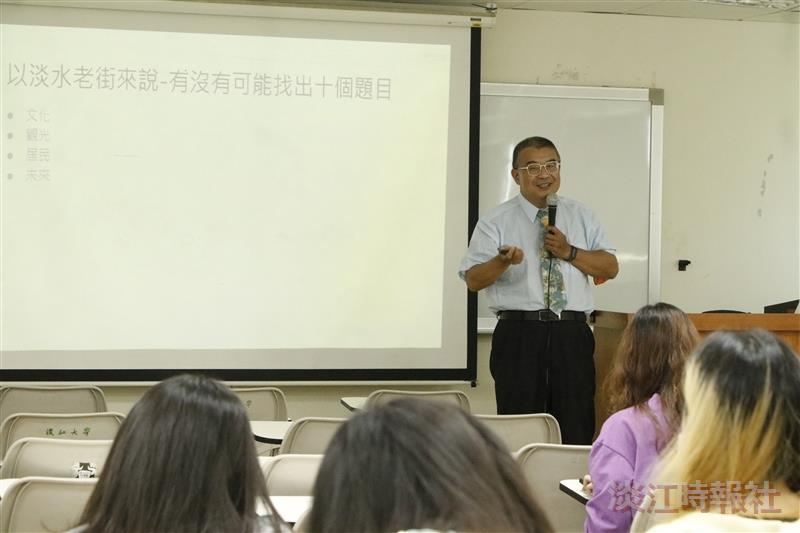 以淡水老街來說-有沒有可能找出十個題目
● 文化
● 觀光
● 居民
● 未來
淡江大學
淡江時報社